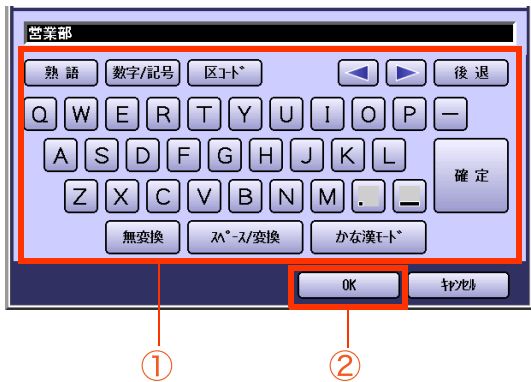 営業部
熟語 数字/記号 区ｺｰﾄﾞ ◀ ▶ 後退
Q W E R T Y U I O P ー
A S D F G H J K L 確定
Z X C V B N M . _
無変換 ｽﾍﾟｰｽ/変換 かな漢ﾓｰﾄﾞ
OK ｷｬﾝｾﾙ
① ②